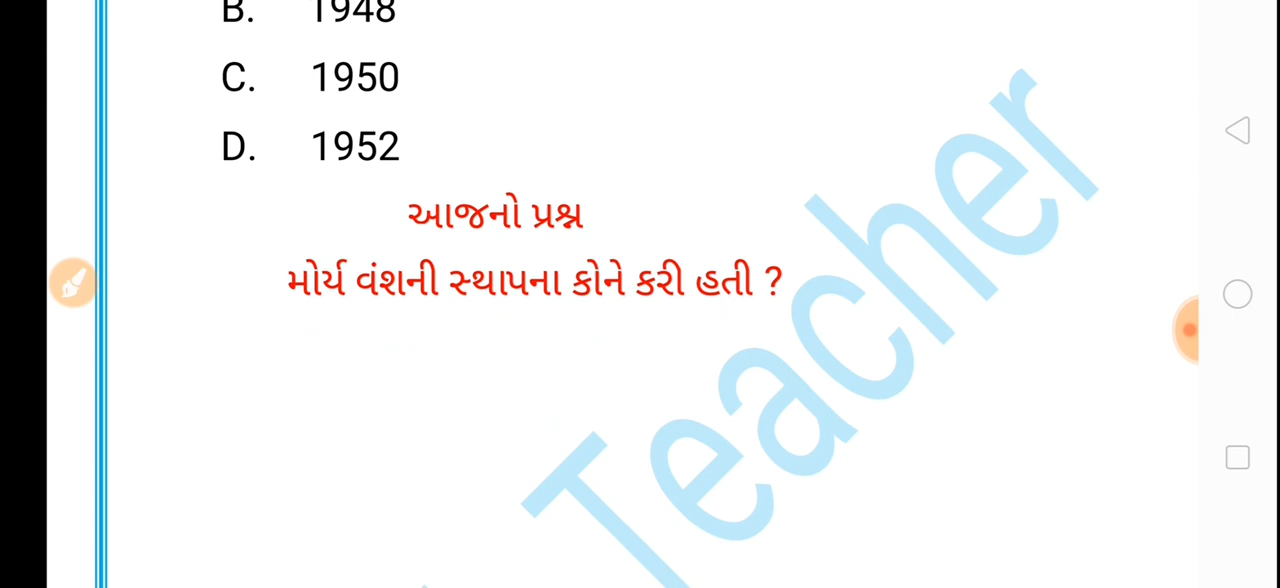 B. 1948
C. 1950
D. 1952
આજનો પ્રશ્ન
મોર્ય વંશની સ્થાપના કોને કરી હતી ?
Teacher